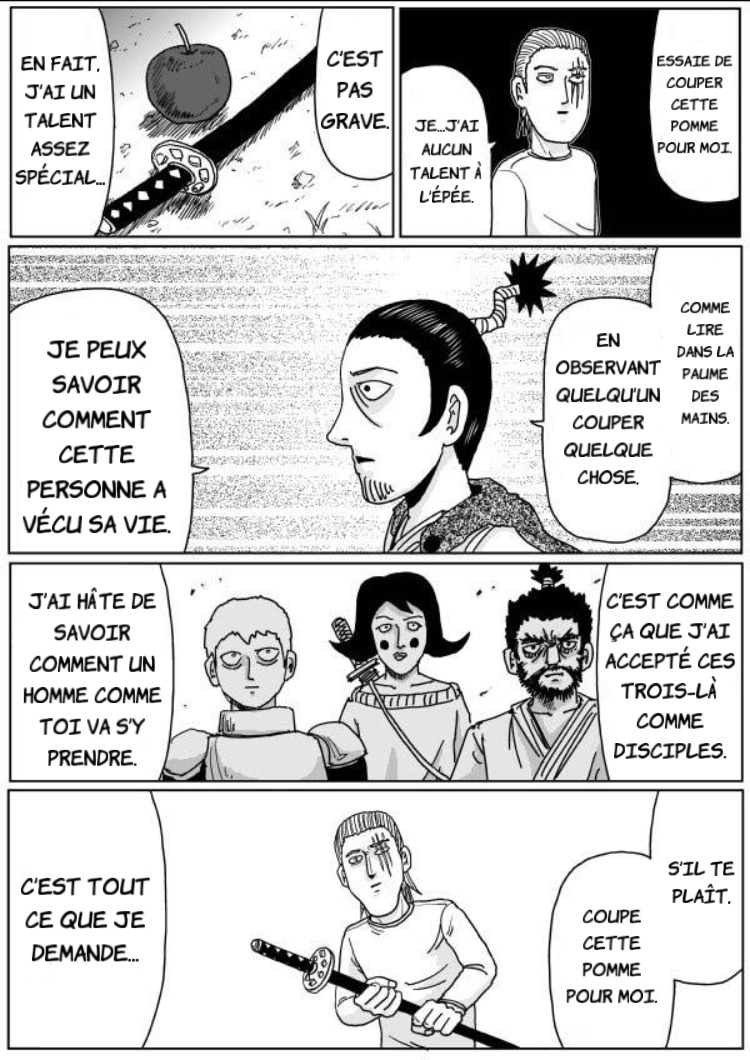 ESSAIE DE
COUPER
CETTE
POMME
POUR MOI.
JE...J'AI
AUCUN
TALENT À
L'ÉPÉE.
C'EST
PAS
GRAVE.
EN FAIT,
J'AI UN
TALENT
ASSEZ
SPÉCIAL...
COMME
LIRE
DANS LA
PAUME
DES
MAINS.
EN
OBSERVANT
QUELQU'UN
COUPER
QUELQUE
CHOSE.
JE PEUX
SAVOIR
COMMENT
CETTE
PERSONNE A
VÉCU SA VIE.
C'EST COMME
ÇA QUE J'AI
ACCEPTÉ CES
TROIS-LÀ
COMME
DISCIPLES.
J'AI HÂTE DE
SAVOIR
COMMENT UN
HOMME COMME
TOI VA S'Y
PRENDRE.
S'IL TE
PLAÎT.
COUPE
CETTE
POMME
POUR MOI.
C'EST TOUT
CE QUE JE
DEMANDE...